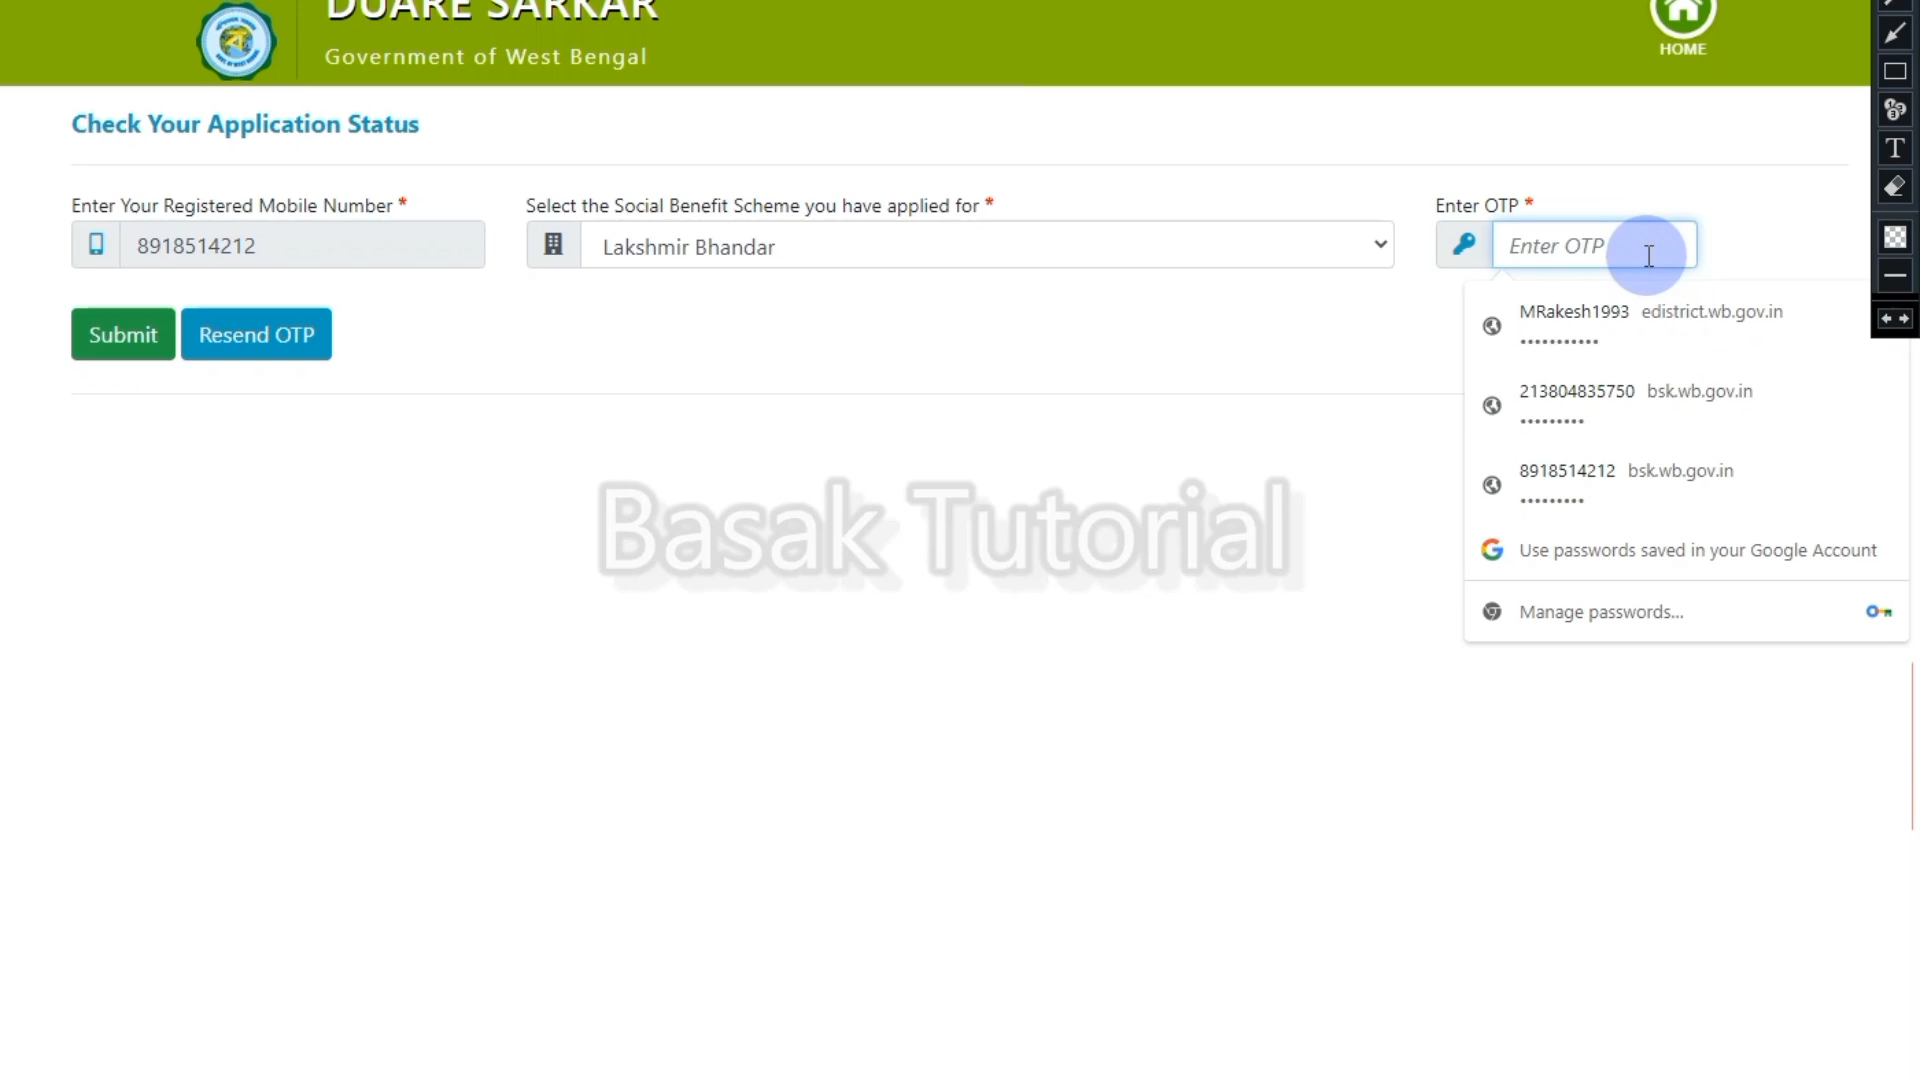 DUARE SARKAR
Government of West Bengal
HOME
Check Your Application Status
Enter Your Registered Mobile Number *
8918514212
Select the Social Benefit Scheme you have applied for *
Lakshmir Bhandar
Enter OTP *
Enter OTP
Submit
Resend OTP
MRakesh1993 edistrict.wb.gov.in
•••••••••••
213804835750 bsk.wb.gov.in
•••••••••
8918514212 bsk.wb.gov.in
•••••••••
Use passwords saved in your Google Account
Manage passwords...
Basak Tutorial
T